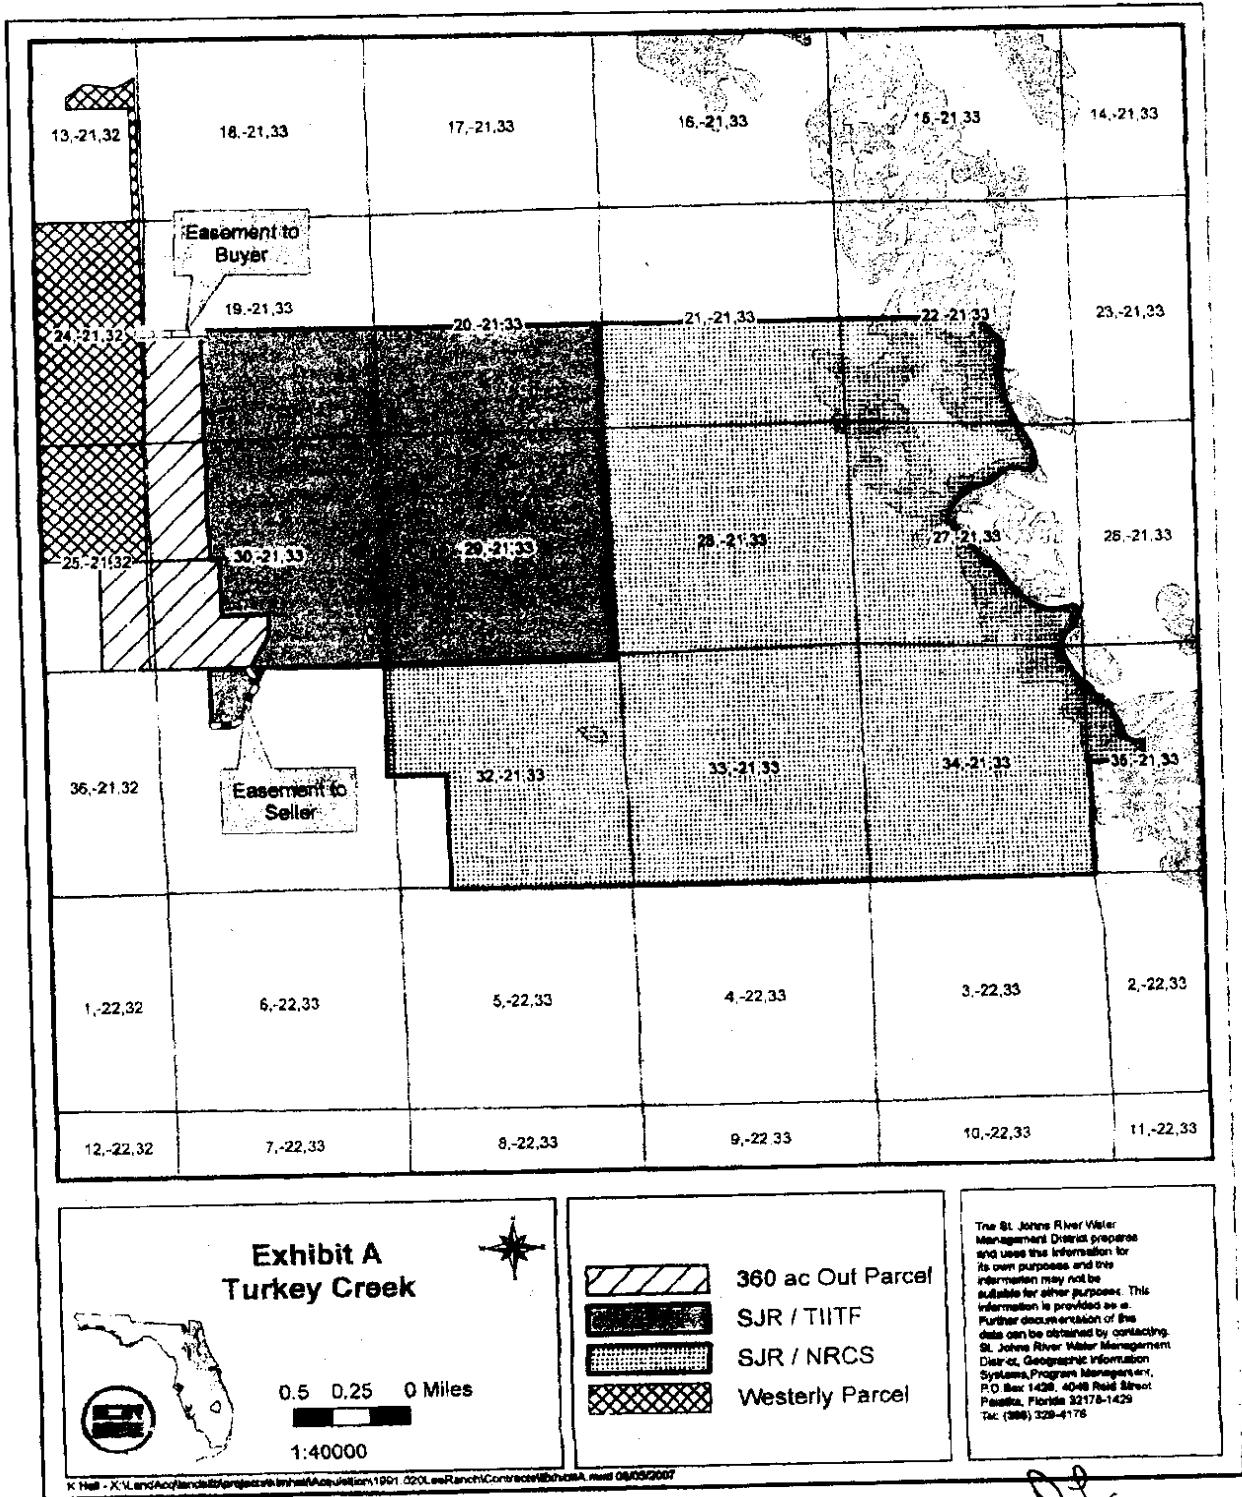 13,-21,32
18,-21,33
17,-21,33
16,-21,33
15,-21,33
14,-21,33
Easement to
Buyer
19,-21,33
24,-21,32
20,-21,33
21,-21,33
22,-21,33
23,-21,33
25,-21,32
30,-21,33
29,-21,33
28,-21,33
27,-21,33
26,-21,33
36,-21,32
Easement to
Seller
32,-21,33
33,-21,33
34,-21,33
35,-21,33
1,-22,32
6,-22,33
5,-22,33
4,-22,33
3,-22,33
2,-22,33
12,-22,32
7,-22,33
8,-22,33
9,-22,33
10,-22,33
11,-22,33
Exhibit A
Turkey Creek
0.5 0.25 0 Miles
1:40000
360 ac Out Parcel
SJR / TIITF
SJR / NRCS
Westerly Parcel
The St. Johns River Water
Management District prepares
and uses this information for
its own purposes and this
information may not be
suitable for other purposes. This
information is provided as is.
Further documentation of this
data can be obtained by contacting:
St. Johns River Water Management
District, Geographic Information
Systems, Program Management,
P.O. Box 1429, 4049 Reid Street
Palatka, Florida 32178-1429
Tel: (386) 329-4176